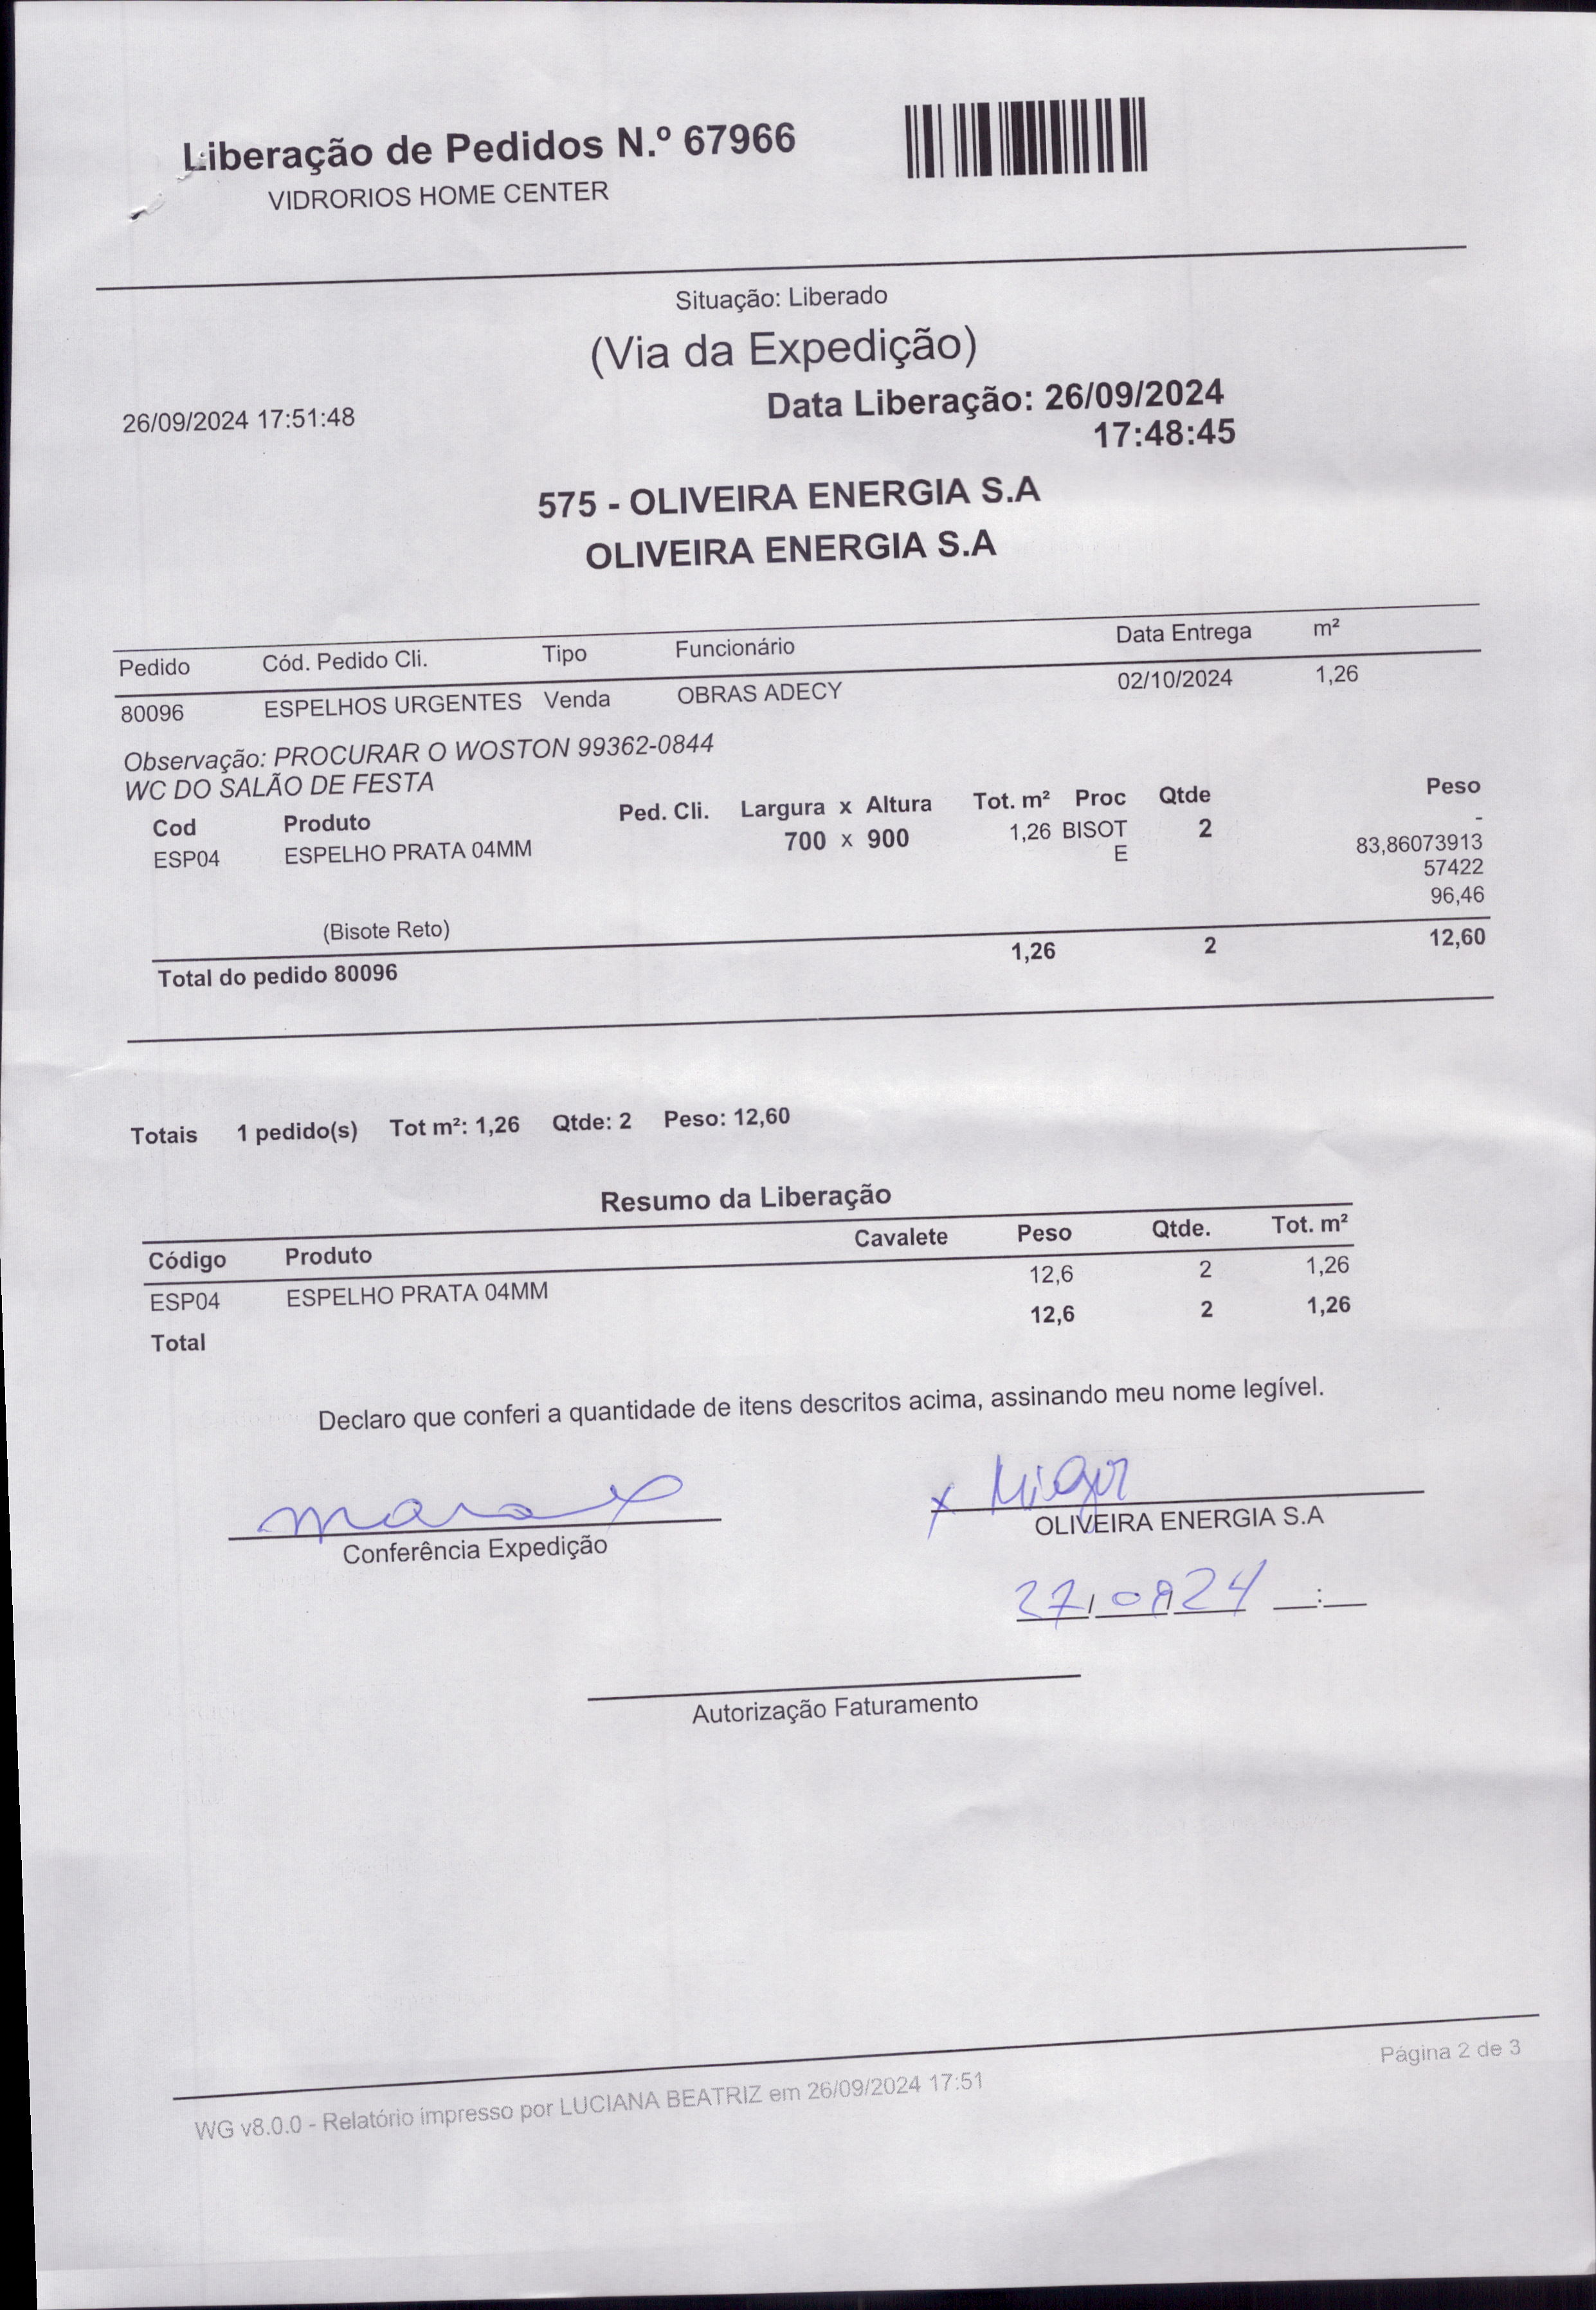 Liberação de Pedidos N.º 67966
VIDRORIOS HOME CENTER
Situação: Liberado
(Via da Expedição)
26/09/2024 17:51:48
Data Liberação: 26/09/2024
17:48:45
575 - OLIVEIRA ENERGIA S.A
OLIVEIRA ENERGIA S.A
Pedido Cód. Pedido Cli. Tipo Funcionário Data Entrega m²
80096 ESPELHOS URGENTES Venda OBRAS ADECY 02/10/2024 1,26
Observação: PROCURAR O WOSTON 99362-0844
WC DO SALÃO DE FESTA
Cod Produto Ped. Cli. Largura x Altura Tot. m² Proc Qtde Peso
ESP04 ESPELHO PRATA 04MM 700 x 900 1,26 BISOT 2 -
E 83,86073913
57422
96,46
(Bisote Reto)
Total do pedido 80096 1,26 2 12,60
Totais 1 pedido(s) Tot m²: 1,26 Qtde: 2 Peso: 12,60
Resumo da Liberação
Código Produto Cavalete Peso Qtde. Tot. m²
ESP04 ESPELHO PRATA 04MM 12,6 2 1,26
Total 12,6 2 1,26
Declaro que conferi a quantidade de itens descritos acima, assinando meu nome legível.
x
Conferência Expedição
OLIVEIRA ENERGIA S.A
27/09/24 __:__
Autorização Faturamento
WG v8.0.0 - Relatório impresso por LUCIANA BEATRIZ em 26/09/2024 17:51
Página 2 de 3